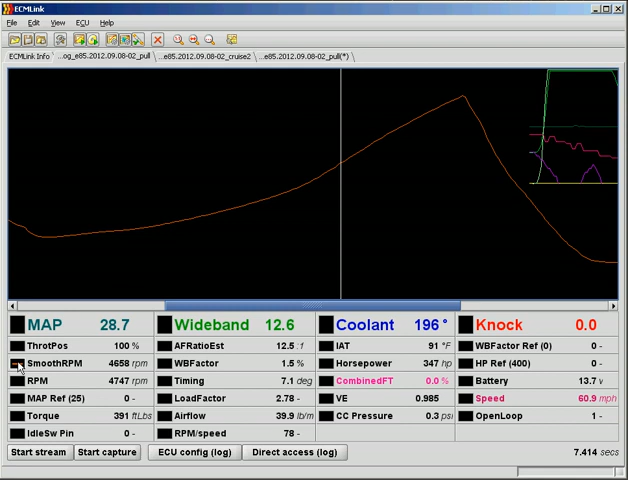 ECMLink
File Edit View ECU Help
ECMLink Info ...og_e85.2012.09.08-02_pull ...e85.2012.09.08-02_cruise2 ...e85.2012.09.08-02_pull(*)
MAP 28.7 Wideband 12.6 Coolant 196° Knock 0.0
ThrotPos 100 % AFRatioEst 12.5 :1 IAT 91 °F WBFactor Ref (0) 0 -
SmoothRPM 4658 rpm WBFactor 1.5 % Horsepower 347 hp HP Ref (400) 0 -
RPM 4747 rpm Timing 7.1 deg CombinedFT 0.0 % Battery 13.7 v
MAP Ref (25) 0 - LoadFactor 2.78 - VE 0.985 Speed 60.9 mph
Torque 391 ftLbs Airflow 39.9 lb/m CC Pressure 0.3 psi OpenLoop 1 -
IdleSw Pin 0 - RPM/speed 78 -
Start stream Start capture ECU config (log) Direct access (log) 7.414 secs